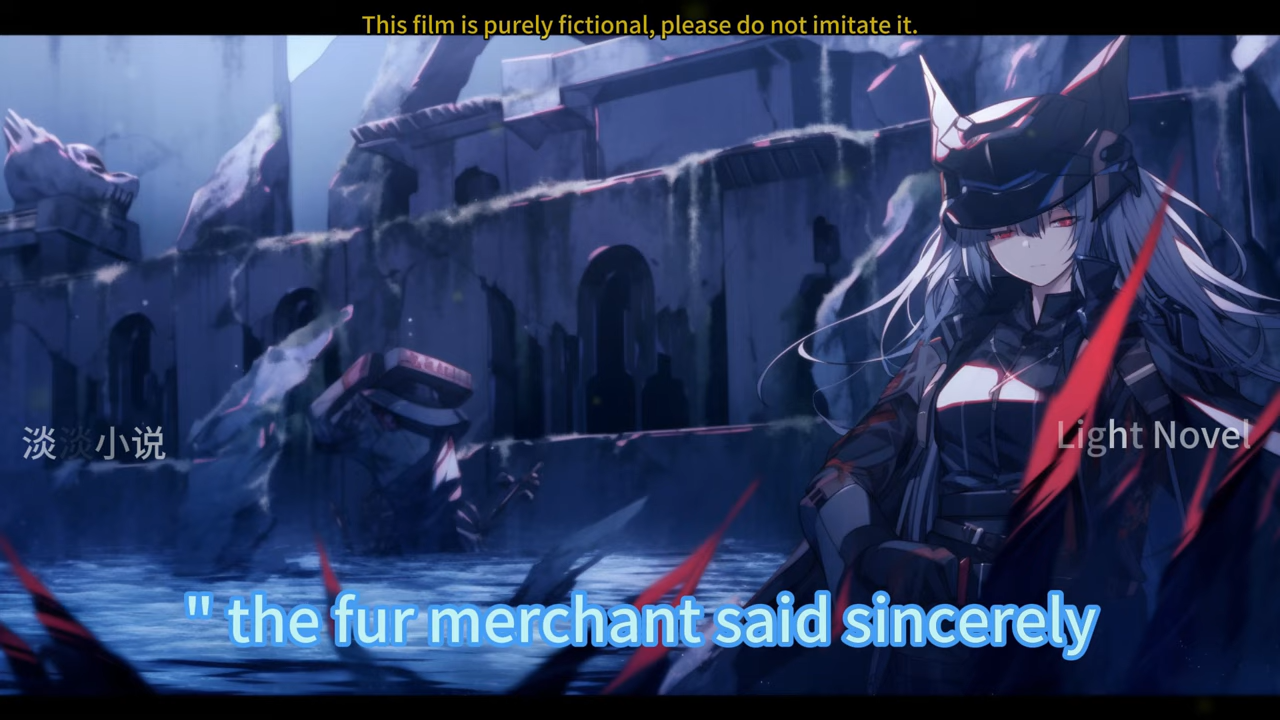 This film is purely fictional, please do not imitate it.
淡淡小说
Light Novel
" the fur merchant said sincerely